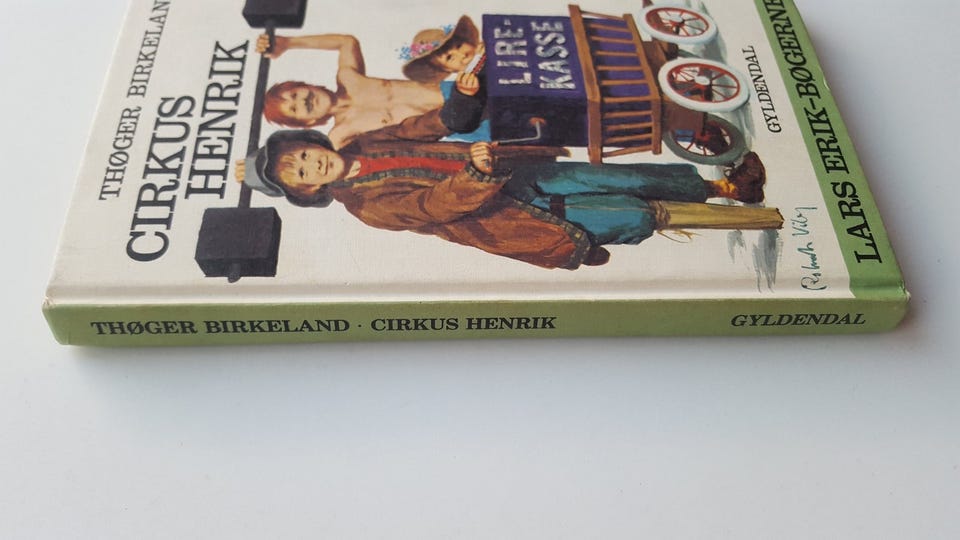 THØGER BIRKELAND
CIRKUS
HENRIK
LIRE-
KASSE
GYLDENDAL
LARS ERIK-BØGERNE
THØGER BIRKELAND · CIRKUS HENRIK
GYLDENDAL